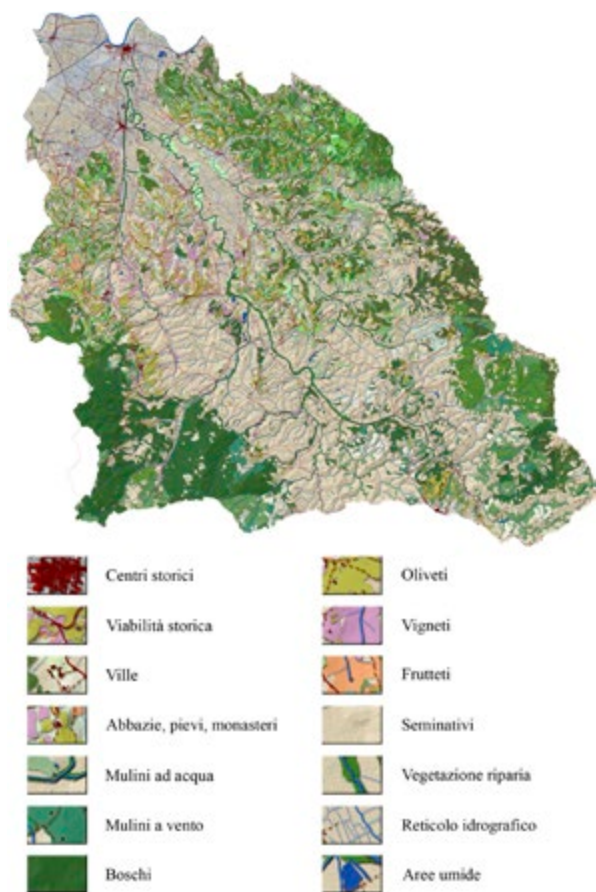 Centri storici
Viabilità storica
Ville
Abbazie, pievi, monasteri
Mulini ad acqua
Mulini a vento
Boschi
Oliveti
Vigneti
Frutteti
Seminativi
Vegetazione riparia
Reticolo idrografico
Aree umide